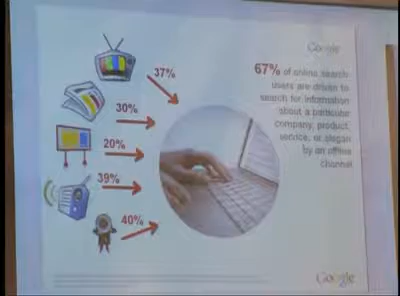 Google
67% of online search
users are driven to
search for information
about a particular
company, product,
service, or slogan
by an offline
channel
37%
30%
20%
39%
40%
Google